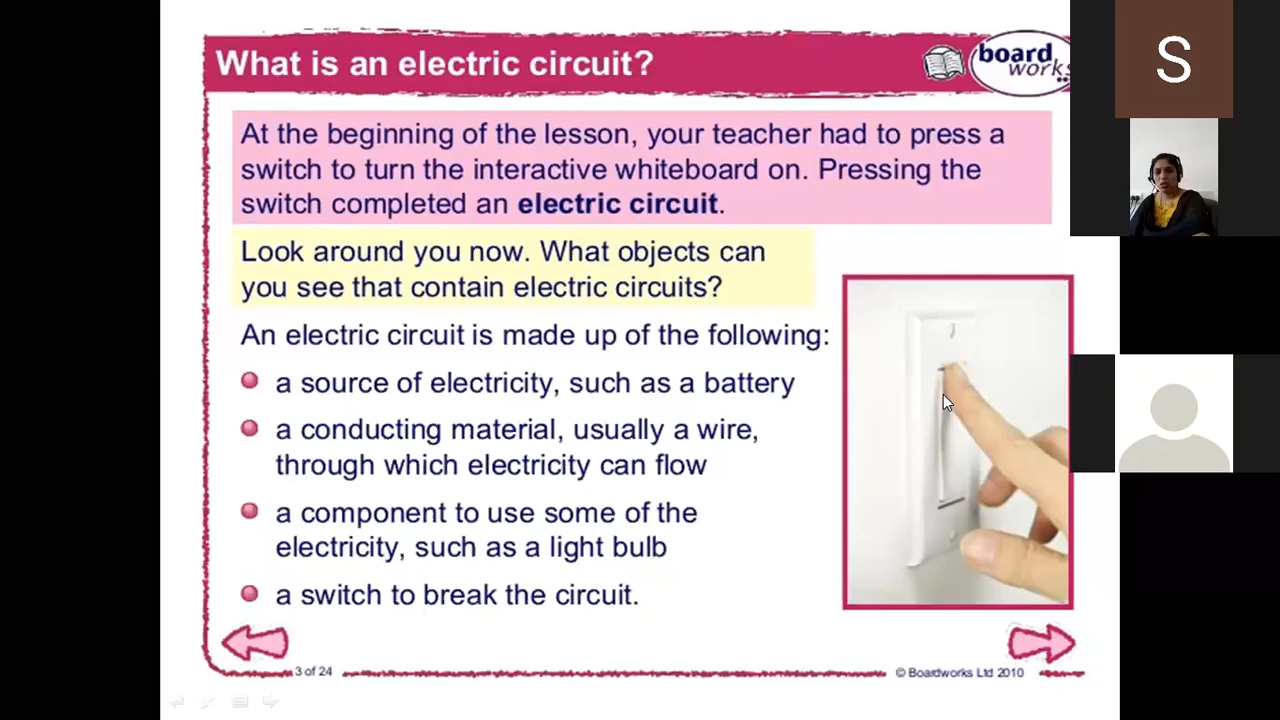 What is an electric circuit?
board
works
At the beginning of the lesson, your teacher had to press a
switch to turn the interactive whiteboard on. Pressing the
switch completed an electric circuit.
Look around you now. What objects can
you see that contain electric circuits?
An electric circuit is made up of the following:
a source of electricity, such as a battery
a conducting material, usually a wire,
through which electricity can flow
a component to use some of the
electricity, such as a light bulb
a switch to break the circuit.
3 of 24
© Boardworks Ltd 2010
S